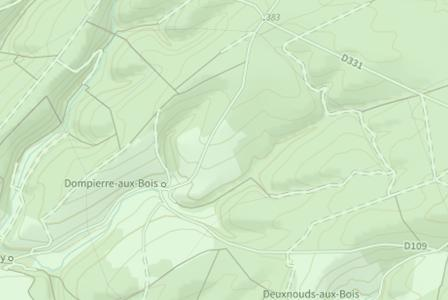 383
D331
Dompierre-aux-Bois
y
D109
Deuxnouds-aux-Bois